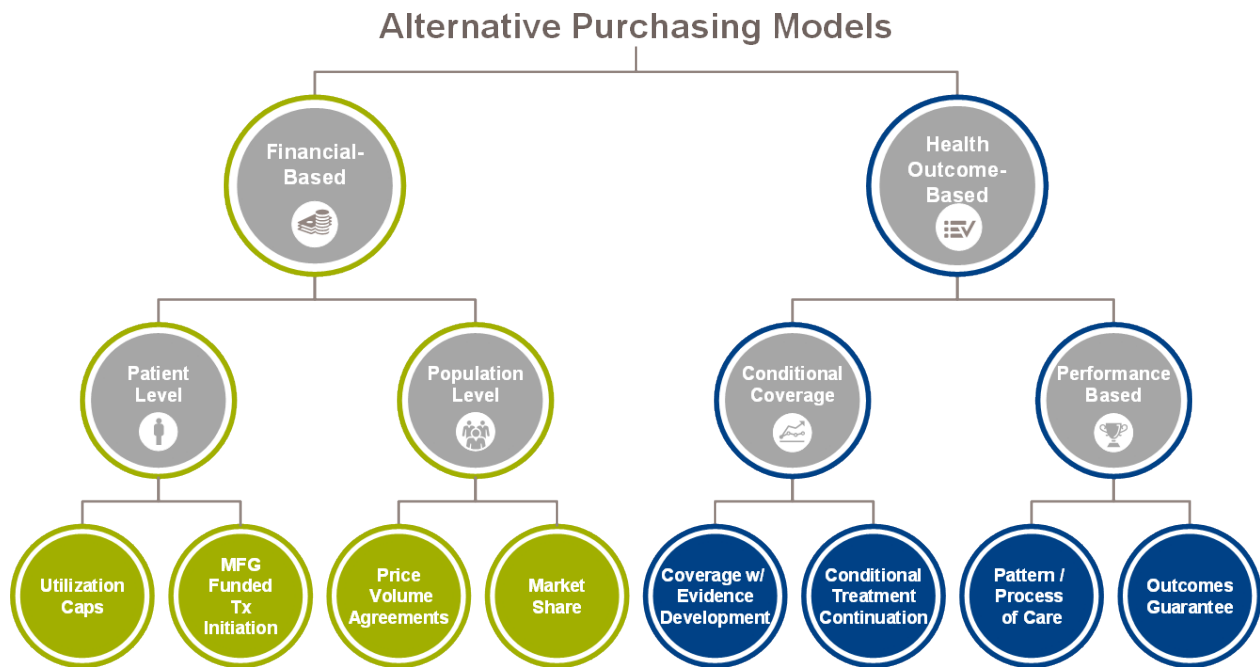 Alternative Purchasing Models
Financial-
Based
Health
Outcome-
Based
Patient
Level
Population
Level
Conditional
Coverage
Performance
Based
Utilization
Caps
MFG
Funded
Tx
Initiation
Price
Volume
Agreements
Market
Share
Coverage w/
Evidence
Development
Conditional
Treatment
Continuation
Pattern /
Process
of Care
Outcomes
Guarantee